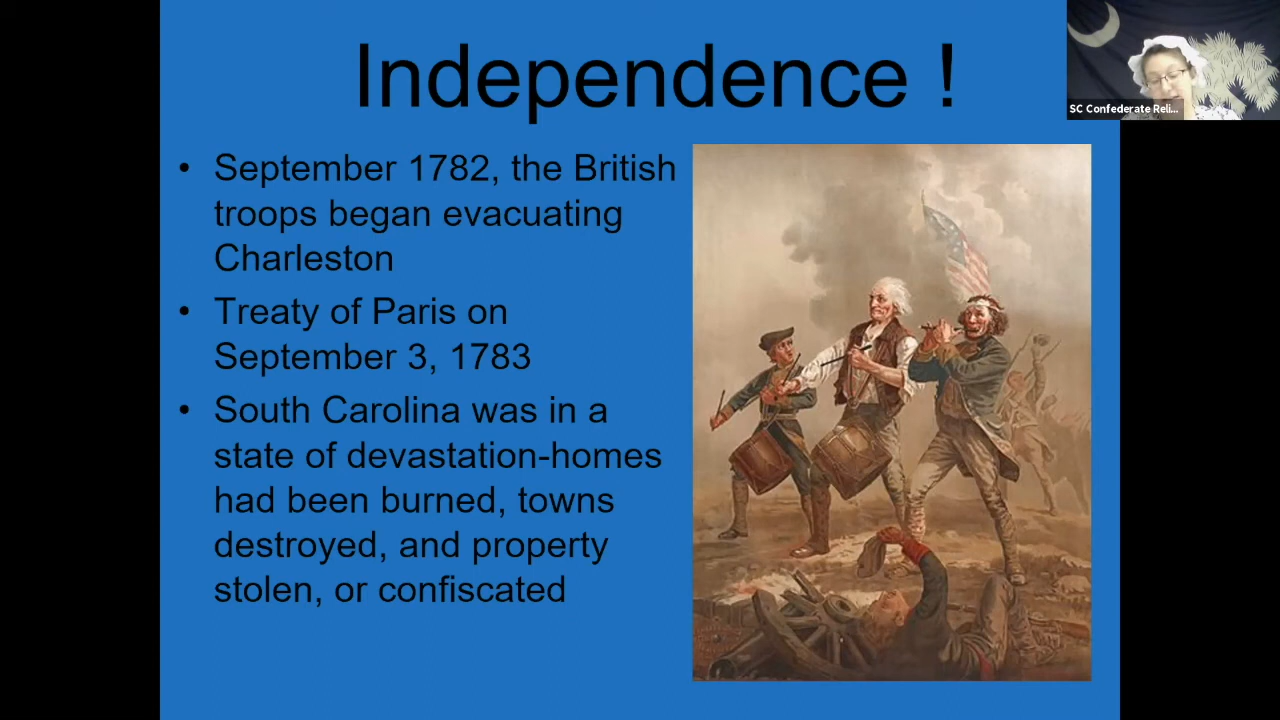 Independence !
SC Confederate Reli...
• September 1782, the British
troops began evacuating
Charleston
• Treaty of Paris on
September 3, 1783
• South Carolina was in a
state of devastation-homes
had been burned, towns
destroyed, and property
stolen, or confiscated